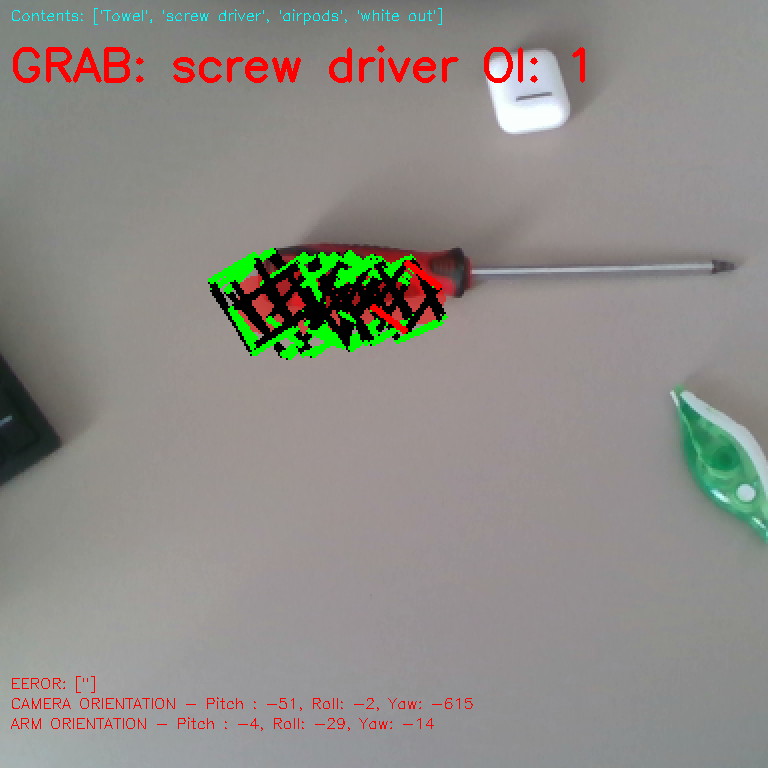 Contents: ['Towel', 'screw driver', 'airpods', 'white out']
GRAB: screw driver OI: 1
EEROR: ['']
CAMERA ORIENTATION - Pitch : -51, Roll: -2, Yaw: -615
ARM ORIENTATION - Pitch : -4, Roll: -29, Yaw: -14